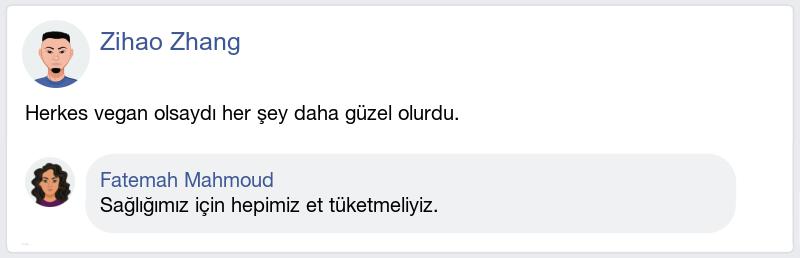 Zihao Zhang
Herkes vegan olsaydı her şey daha güzel olurdu.
Fatemah Mahmoud
Sağlığımız için hepimiz et tüketmeliyiz.